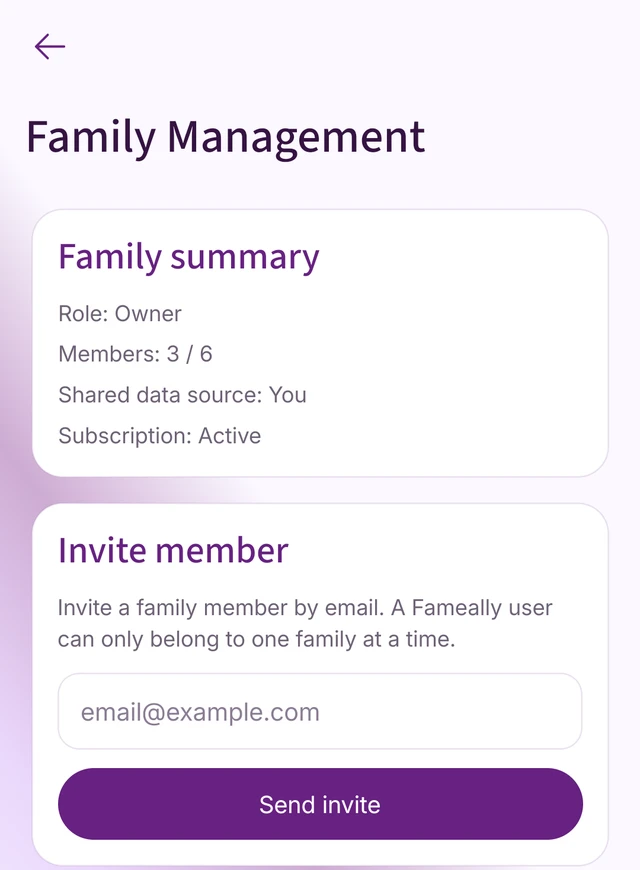 Family Management
Family summary
Role: Owner
Members: 3 / 6
Shared data source: You
Subscription: Active
Invite member
Invite a family member by email. A Fameally user
can only belong to one family at a time.
email@example.com
Send invite